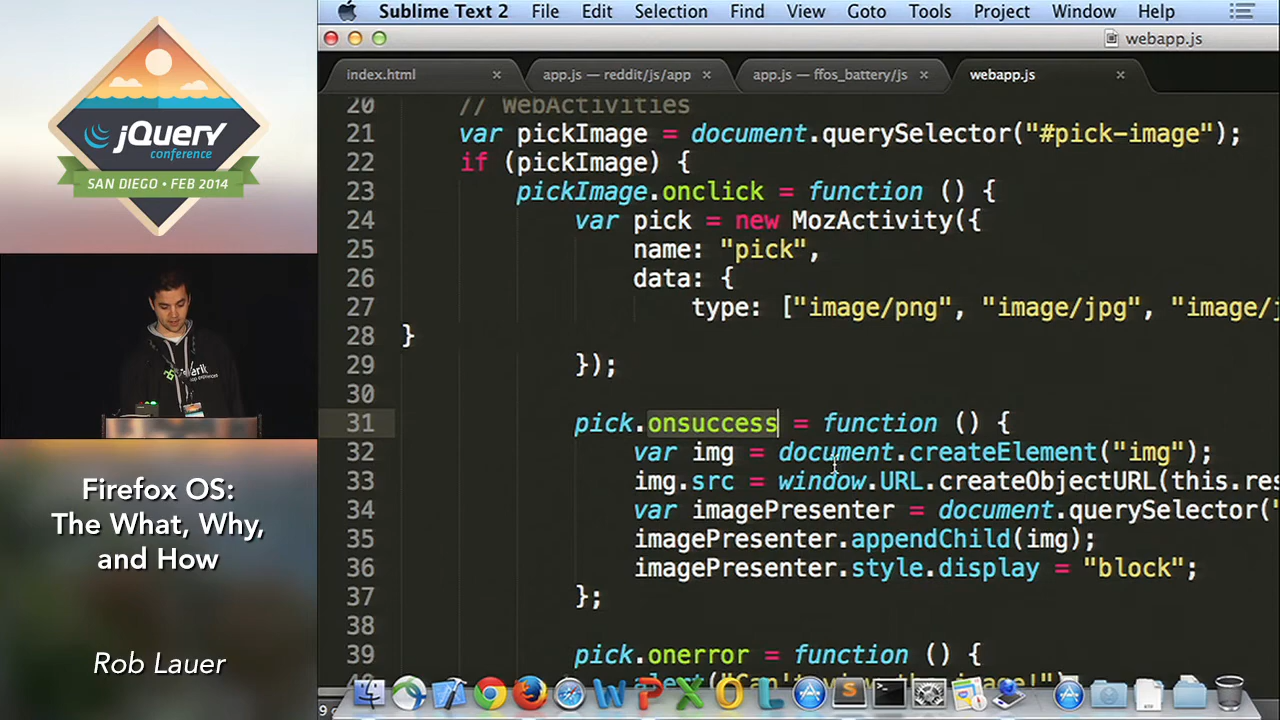 jQuery
conference
SAN DIEGO • FEB 2014
Firefox OS:
The What, Why,
and How
Rob Lauer
Sublime Text 2 File Edit Selection Find View Goto Tools Project Window Help
webapp.js
index.html × app.js — reddit/js/app × app.js — ffos_battery/js × webapp.js ×
20 // WebActivities
21 var pickImage = document.querySelector("#pick-image");
22 if (pickImage) {
23 pickImage.onclick = function () {
24 var pick = new MozActivity({
25 name: "pick",
26 data: {
27 type: ["image/png", "image/jpg", "image/j
28 }
29 });
30
31 pick.onsuccess = function () {
32 var img = document.createElement("img");
33 img.src = window.URL.createObjectURL(this.res
34 var imagePresenter = document.querySelector("
35 imagePresenter.appendChild(img);
36 imagePresenter.style.display = "block";
37 };
38
39 pick.onerror = function () {